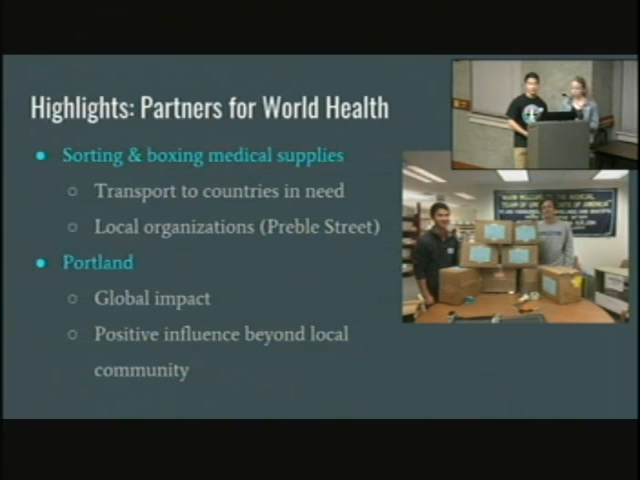 Highlights: Partners for World Health
Sorting & boxing medical supplies
Transport to countries in need
Local organizations (Preble Street)
Portland
Global impact
Positive influence beyond local
community